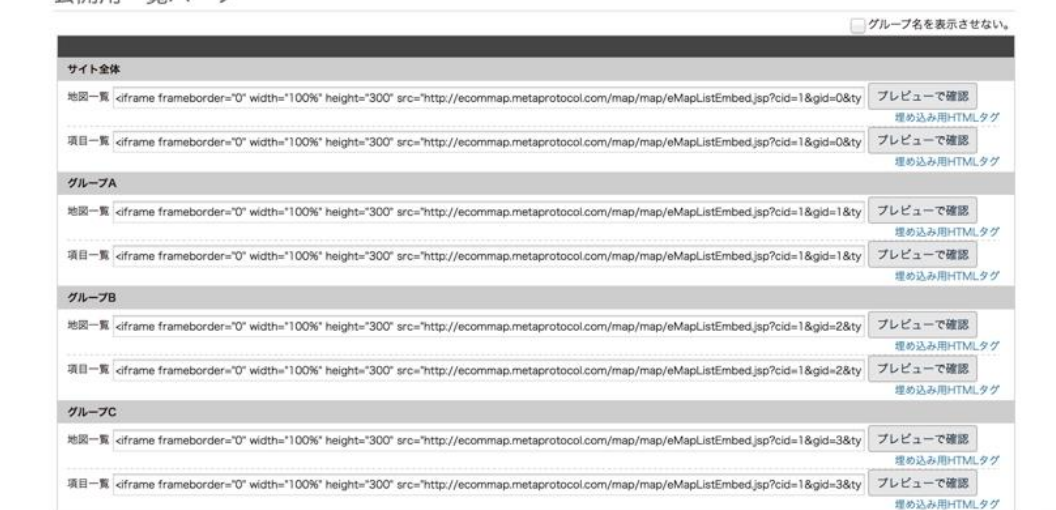 グループ名を表示させない。
サイト全体
地図一覧 <iframe frameborder="0" width="100%" height="300" src="http://ecommap.metaprotocol.com/map/map/eMapListEmbed.jsp?cid=1&gid=0&ty プレビューで確認
埋め込み用HTMLタグ
項目一覧 <iframe frameborder="0" width="100%" height="300" src="http://ecommap.metaprotocol.com/map/map/eMapListEmbed.jsp?cid=1&gid=0&ty プレビューで確認
埋め込み用HTMLタグ
グループA
地図一覧 <iframe frameborder="0" width="100%" height="300" src="http://ecommap.metaprotocol.com/map/map/eMapListEmbed.jsp?cid=1&gid=1&ty プレビューで確認
埋め込み用HTMLタグ
項目一覧 <iframe frameborder="0" width="100%" height="300" src="http://ecommap.metaprotocol.com/map/map/eMapListEmbed.jsp?cid=1&gid=1&ty プレビューで確認
埋め込み用HTMLタグ
グループB
地図一覧 <iframe frameborder="0" width="100%" height="300" src="http://ecommap.metaprotocol.com/map/map/eMapListEmbed.jsp?cid=1&gid=2&ty プレビューで確認
埋め込み用HTMLタグ
項目一覧 <iframe frameborder="0" width="100%" height="300" src="http://ecommap.metaprotocol.com/map/map/eMapListEmbed.jsp?cid=1&gid=2&ty プレビューで確認
埋め込み用HTMLタグ
グループC
地図一覧 <iframe frameborder="0" width="100%" height="300" src="http://ecommap.metaprotocol.com/map/map/eMapListEmbed.jsp?cid=1&gid=3&ty プレビューで確認
埋め込み用HTMLタグ
項目一覧 <iframe frameborder="0" width="100%" height="300" src="http://ecommap.metaprotocol.com/map/map/eMapListEmbed.jsp?cid=1&gid=3&ty プレビューで確認
埋め込み用HTMLタグ